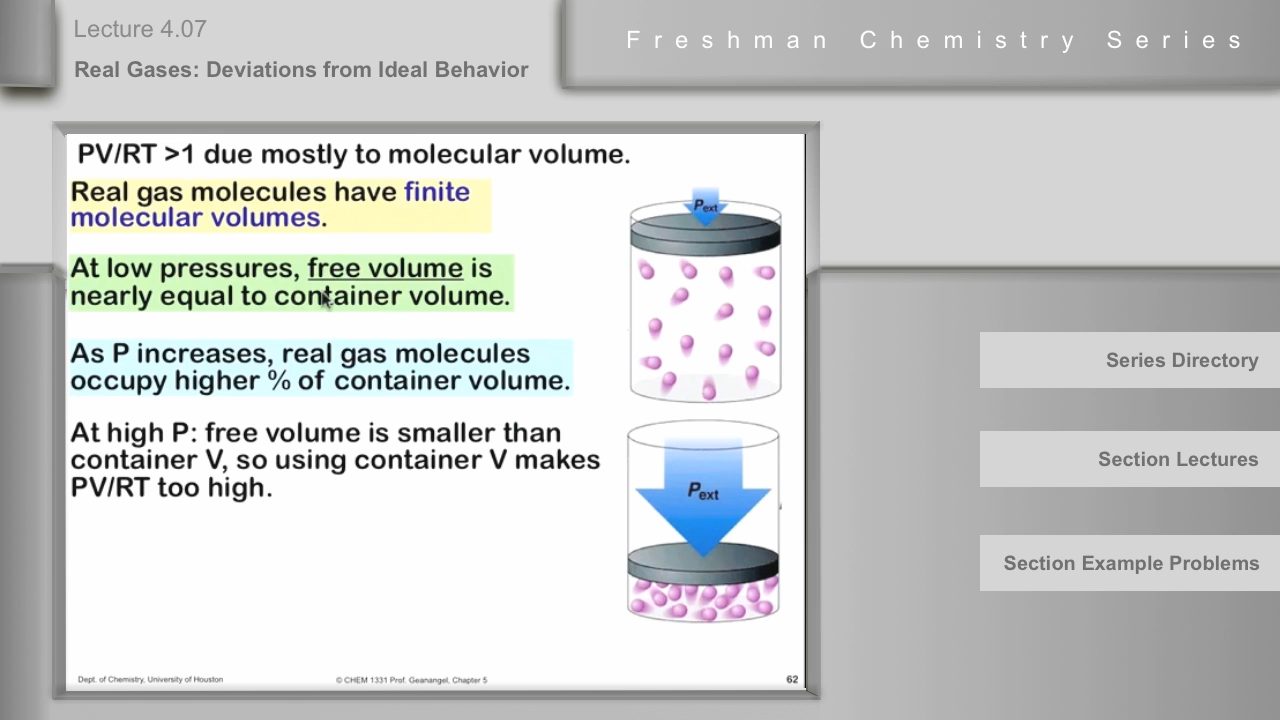 Lecture 4.07
Real Gases: Deviations from Ideal Behavior
Freshman Chemistry Series
PV/RT >1 due mostly to molecular volume.
Real gas molecules have finite
molecular volumes.
At low pressures, free volume is
nearly equal to container volume.
As P increases, real gas molecules
occupy higher % of container volume.
At high P: free volume is smaller than
container V, so using container V makes
PV/RT too high.
Pext
Pext
Series Directory
Section Lectures
Section Example Problems
Dept. of Chemistry, University of Houston
© CHEM 1331 Prof. Geanangel, Chapter 5
62